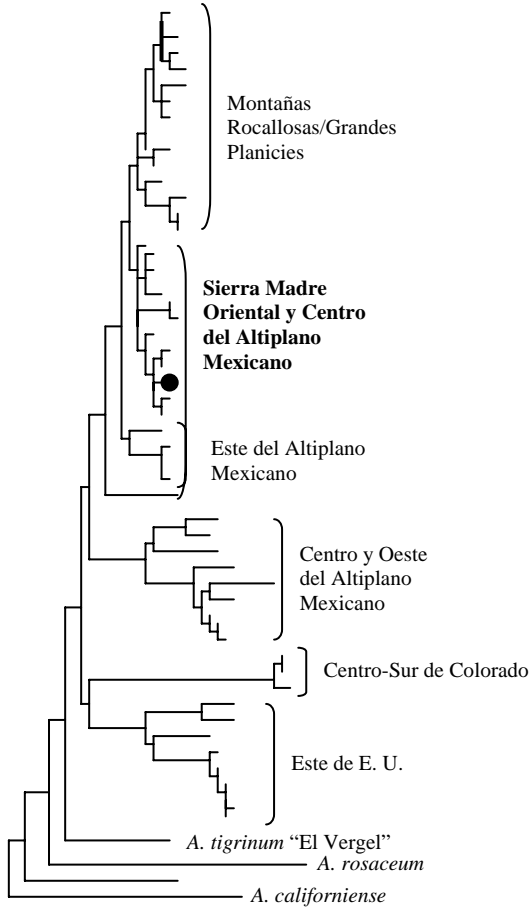 Montañas
Rocallosas/Grandes
Planicies
Sierra Madre
Oriental y Centro
del Altiplano
Mexicano
Este del Altiplano
Mexicano
Centro y Oeste
del Altiplano
Mexicano
Centro-Sur de Colorado
Este de E. U.
A. tigrinum “El Vergel”
A. rosaceum
A. californiense